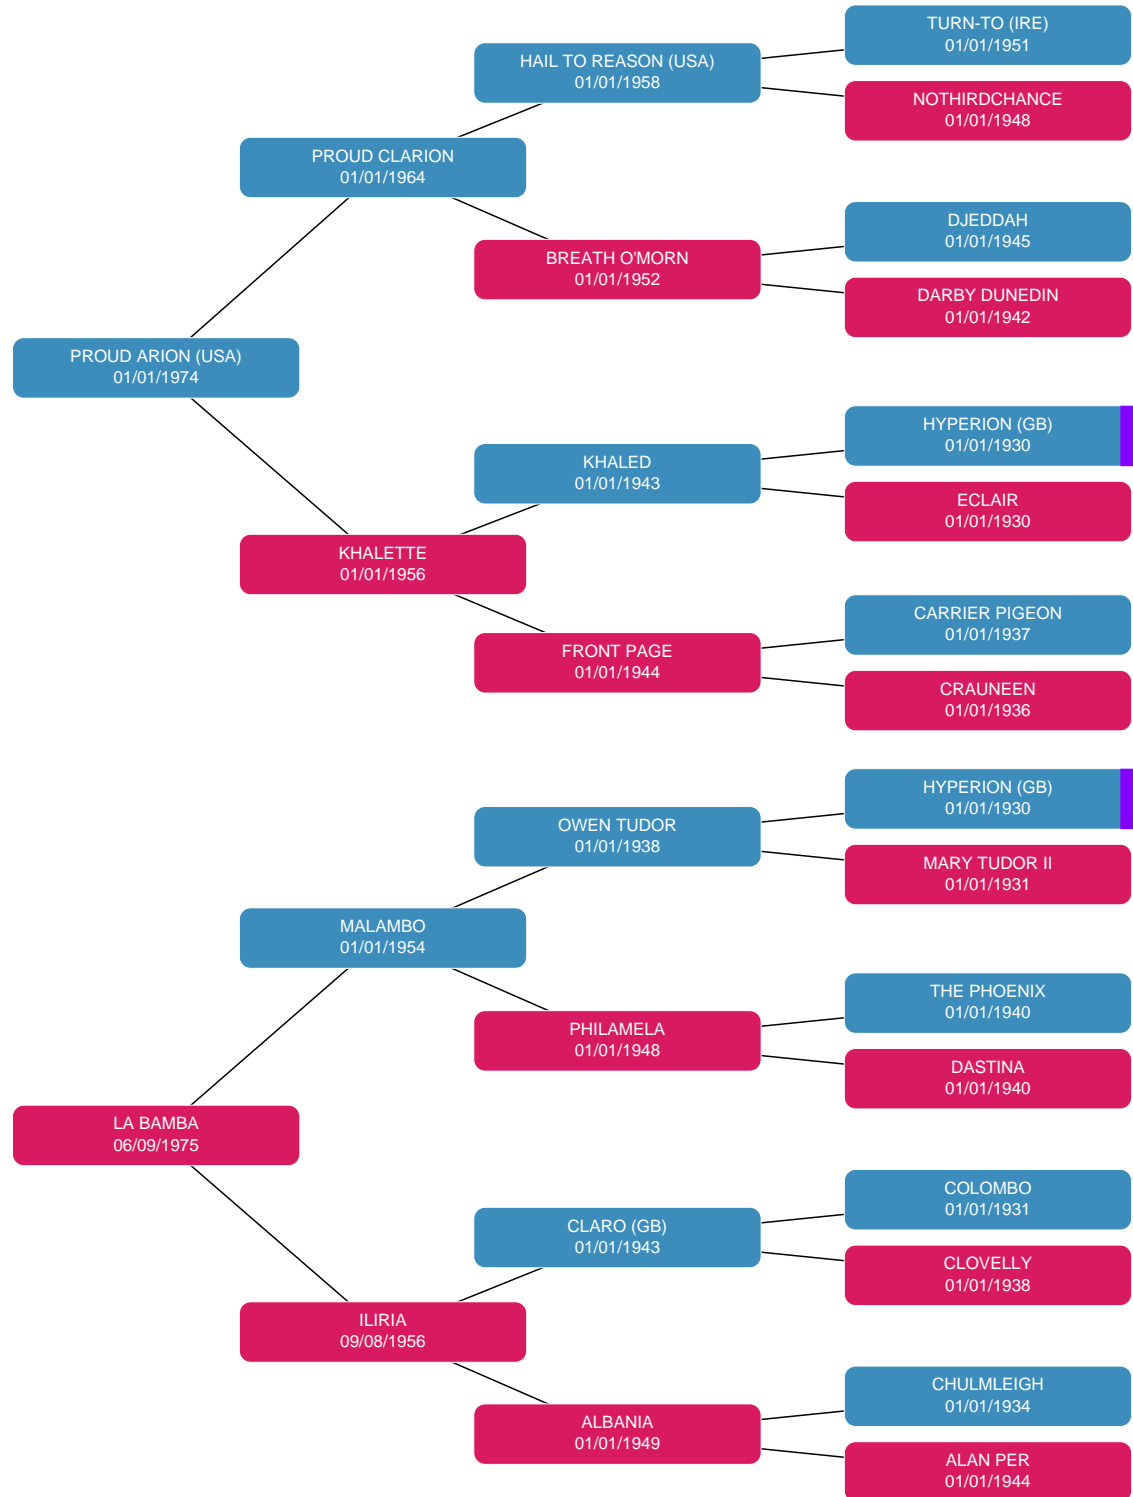 TURN-TO (IRE)
01/01/1951
HAIL TO REASON (USA)
01/01/1958
NOTHIRDCHANCE
01/01/1948
PROUD CLARION
01/01/1964
DJEDDAH
01/01/1945
BREATH O'MORN
01/01/1952
DARBY DUNEDIN
01/01/1942
PROUD ARION (USA)
01/01/1974
HYPERION (GB)
01/01/1930
KHALED
01/01/1943
ECLAIR
01/01/1930
KHALETTE
01/01/1956
CARRIER PIGEON
01/01/1937
FRONT PAGE
01/01/1944
CRAUNEEN
01/01/1936
HYPERION (GB)
01/01/1930
OWEN TUDOR
01/01/1938
MARY TUDOR II
01/01/1931
MALAMBO
01/01/1954
THE PHOENIX
01/01/1940
PHILAMELA
01/01/1948
DASTINA
01/01/1940
LA BAMBA
06/09/1975
COLOMBO
01/01/1931
CLARO (GB)
01/01/1943
CLOVELLY
01/01/1938
ILIRIA
09/08/1956
CHULMLEIGH
01/01/1934
ALBANIA
01/01/1949
ALAN PER
01/01/1944